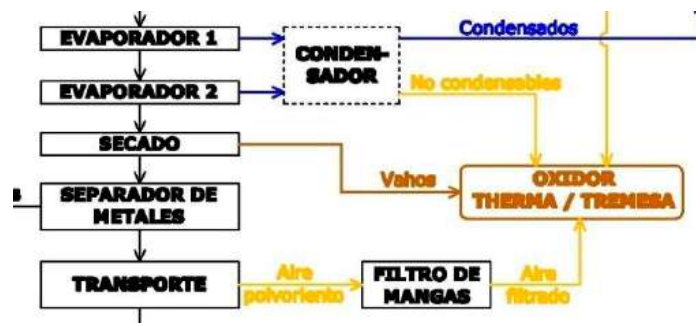 EVAPORADOR 1
Condensados
CONDEN-
SADOR
No condensables
EVAPORADOR 2
SECADO
Vahos
OXIDOR
THERMA / TREMESA
SEPARADOR DE
METALES
TRANSPORTE
Aire
polvoriento
FILTRO DE
MANGAS
Aire
filtrado